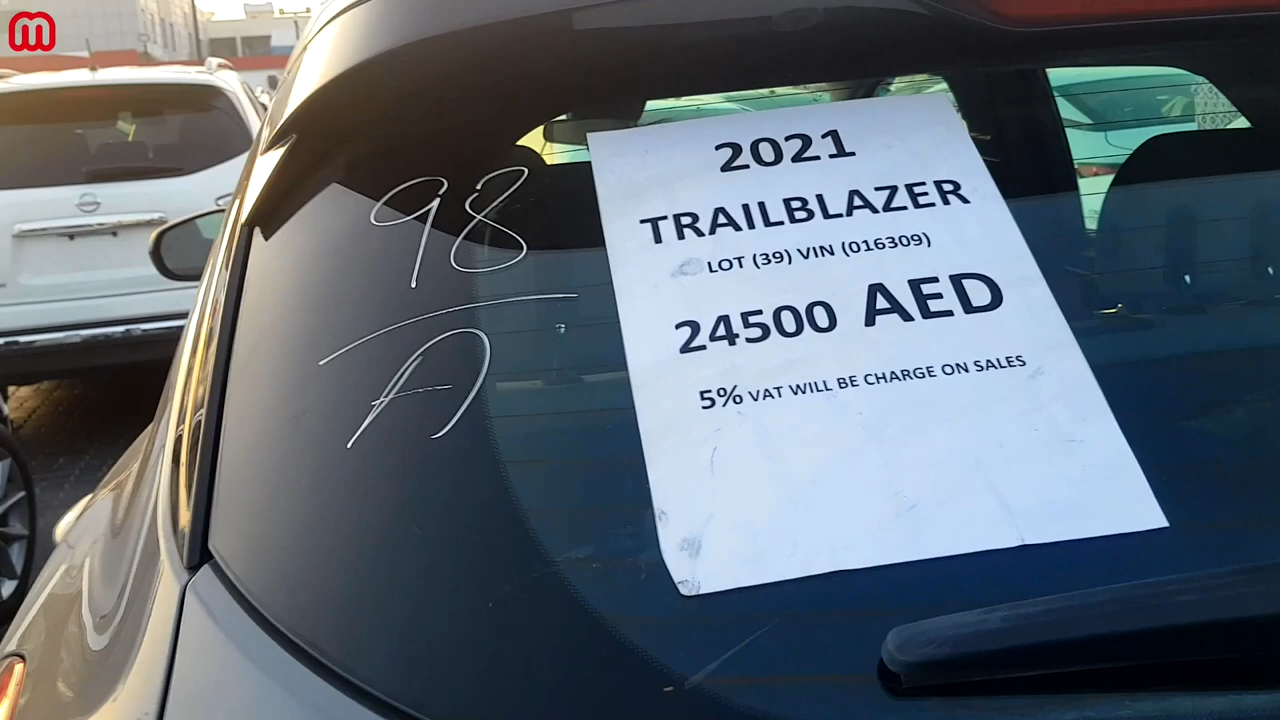 98
A
2021
TRAILBLAZER
LOT (39) VIN (016309)
24500 AED
5% VAT WILL BE CHARGE ON SALES